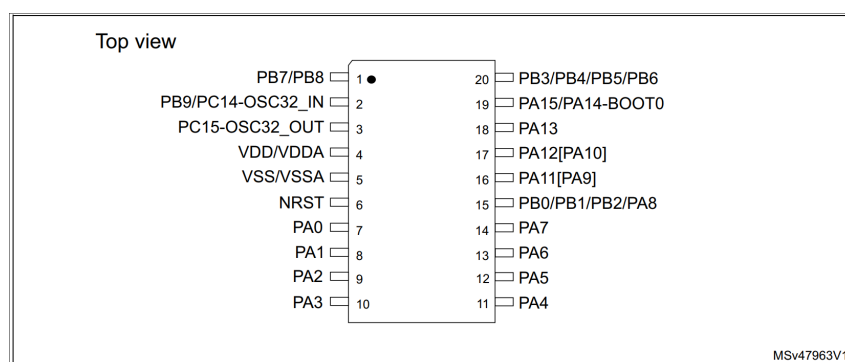 Top view
PB7/PB8 1 20 PB3/PB4/PB5/PB6
PB9/PC14-OSC32_IN 2 19 PA15/PA14-BOOT0
PC15-OSC32_OUT 3 18 PA13
VDD/VDDA 4 17 PA12[PA10]
VSS/VSSA 5 16 PA11[PA9]
NRST 6 15 PB0/PB1/PB2/PA8
PA0 7 14 PA7
PA1 8 13 PA6
PA2 9 12 PA5
PA3 10 11 PA4
MSv47963V1